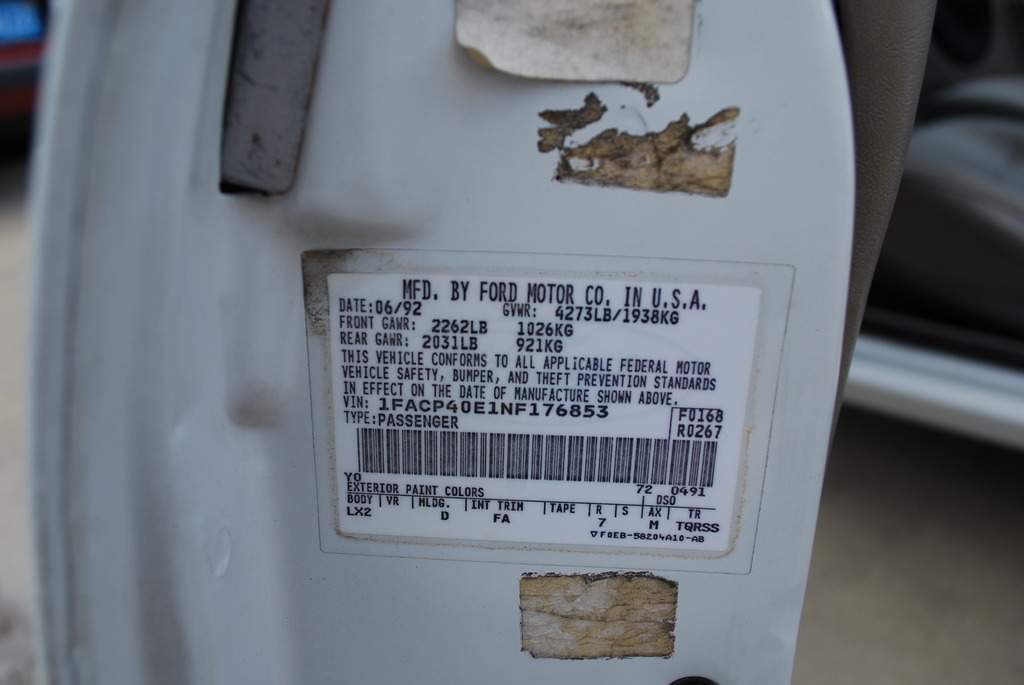 MFD. BY FORD MOTOR CO. IN U.S.A.
DATE:06/92 GVWR: 4273LB/1938KG
FRONT GAWR: 2262LB 1026KG
REAR GAWR: 2031LB 921KG
THIS VEHICLE CONFORMS TO ALL APPLICABLE FEDERAL MOTOR
VEHICLE SAFETY, BUMPER, AND THEFT PREVENTION STANDARDS
IN EFFECT ON THE DATE OF MANUFACTURE SHOWN ABOVE.
VIN: 1FACP40E1NF176853 F0168
TYPE:PASSENGER R0267
YO 72 0491
EXTERIOR PAINT COLORS DSO
BODY VR MLDG. INT TRIM TAPE R S AX TR
LX2 D FA 7 M TQRSS
▽F0EB-58204A10-AB